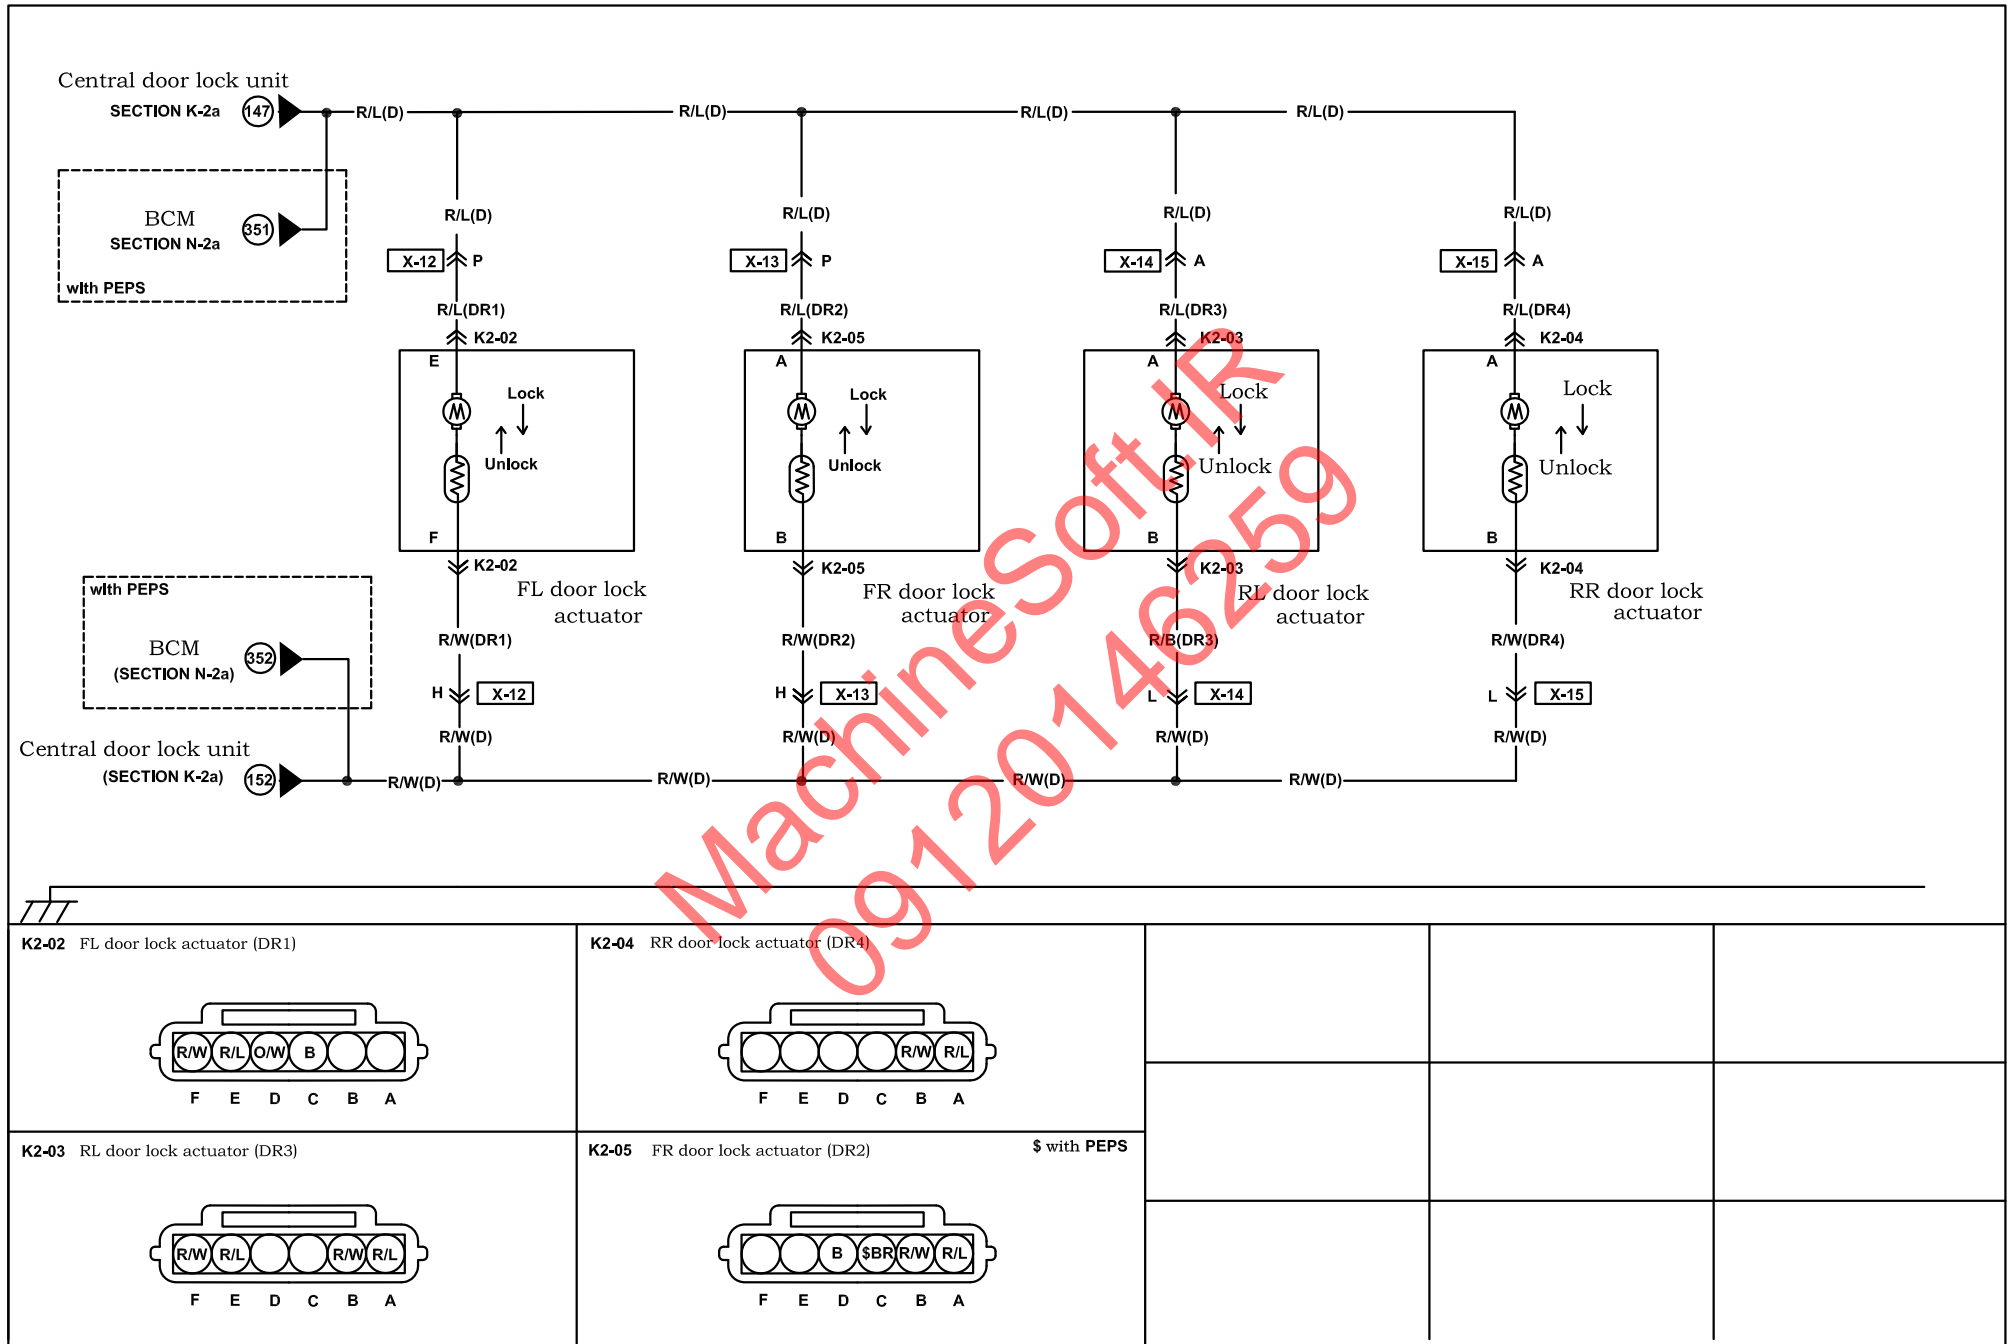 Central door lock unit
SECTION K-2a 147
R/L(D) R/L(D) R/L(D) R/L(D)
BCM
SECTION N-2a 351
with PEPS
R/L(D) R/L(D) R/L(D) R/L(D)
X-12 P X-13 P X-14 A X-15 A
R/L(DR1) R/L(DR2) R/L(DR3) R/L(DR4)
K2-02 K2-05 K2-03 K2-04
E A A A
M M M M
Lock Lock Lock Lock
Unlock Unlock Unlock Unlock
F B B B
K2-02 K2-05 K2-03 K2-04
FL door lock actuator
FR door lock actuator
RL door lock actuator
RR door lock actuator
with PEPS
BCM
(SECTION N-2a) 352
R/W(DR1) R/W(DR2) R/B(DR3) R/W(DR4)
H X-12 H X-13 L X-14 L X-15
R/W(D) R/W(D) R/W(D) R/W(D)
Central door lock unit
(SECTION K-2a) 152
R/W(D) R/W(D) R/W(D) R/W(D)
MachineSoft.IR
09120146259
K2-02 FL door lock actuator (DR1)
R/W R/L O/W B
F E D C B A
K2-04 RR door lock actuator (DR4)
R/W R/L
F E D C B A
K2-03 RL door lock actuator (DR3)
R/W R/L R/W R/L
F E D C B A
K2-05 FR door lock actuator (DR2) $ with PEPS
B $BR R/W R/L
F E D C B A